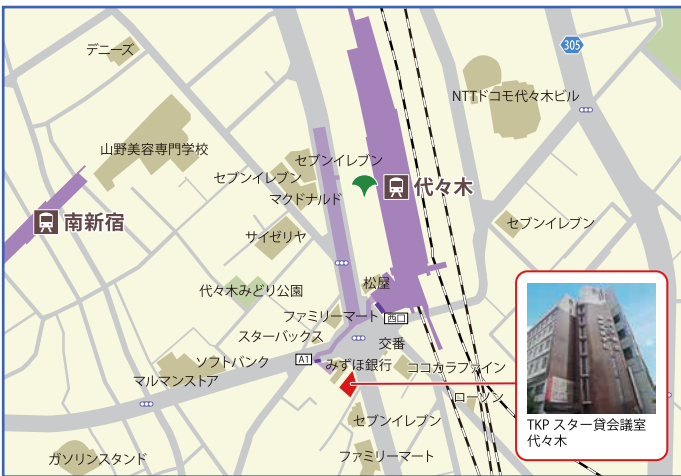 デニーズ
305
NTTドコモ代々木ビル
山野美容専門学校
セブンイレブン
セブンイレブン
マクドナルド
代々木
南新宿
サイゼリヤ
セブンイレブン
代々木みどり公園
松屋
ファミリーマート
西口
スターバックス
交番
A1
みずほ銀行
ココカラファイン
ソフトバンク
マルマンストア
ローソン
セブンイレブン
TKP スター貸会議室
代々木
ガソリンスタンド
ファミリーマート